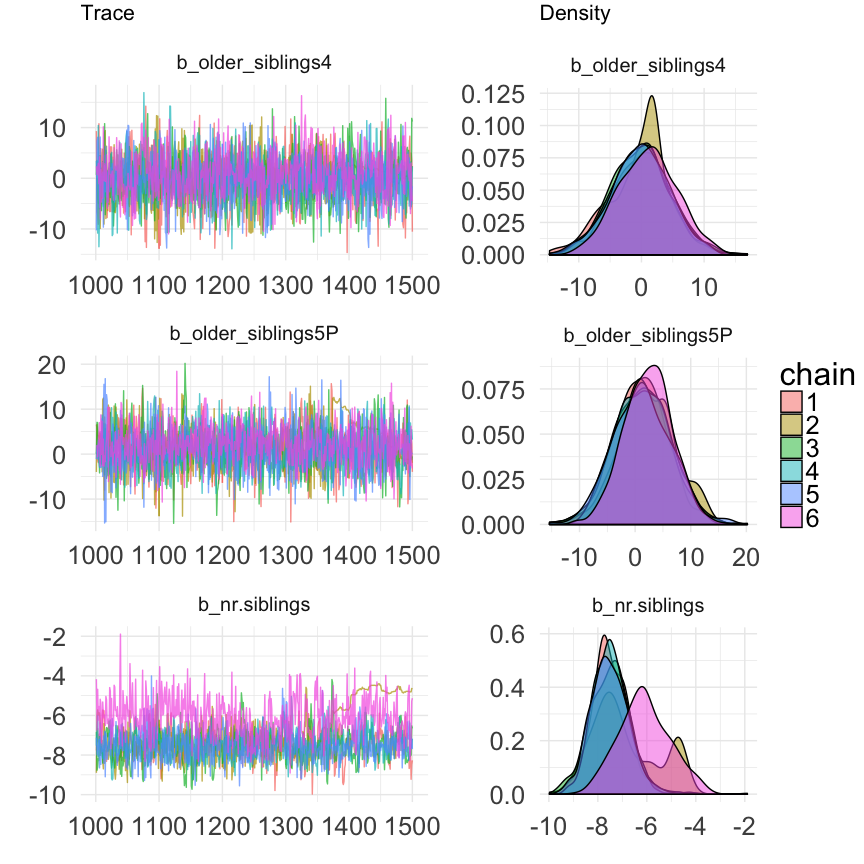 Trace
Density
b_older_siblings4
b_older_siblings4
10
0
-10
1000 1100 1200 1300 1400 1500
0.125
0.100
0.075
0.050
0.025
0.000
-10 0 10
b_older_siblings5P
b_older_siblings5P
20
10
0
-10
1000 1100 1200 1300 1400 1500
0.075
0.050
0.025
0.000
-10 0 10 20
chain
1
2
3
4
5
6
b_nr.siblings
b_nr.siblings
-2
-4
-6
-8
-10
1000 1100 1200 1300 1400 1500
0.6
0.4
0.2
0.0
-10 -8 -6 -4 -2